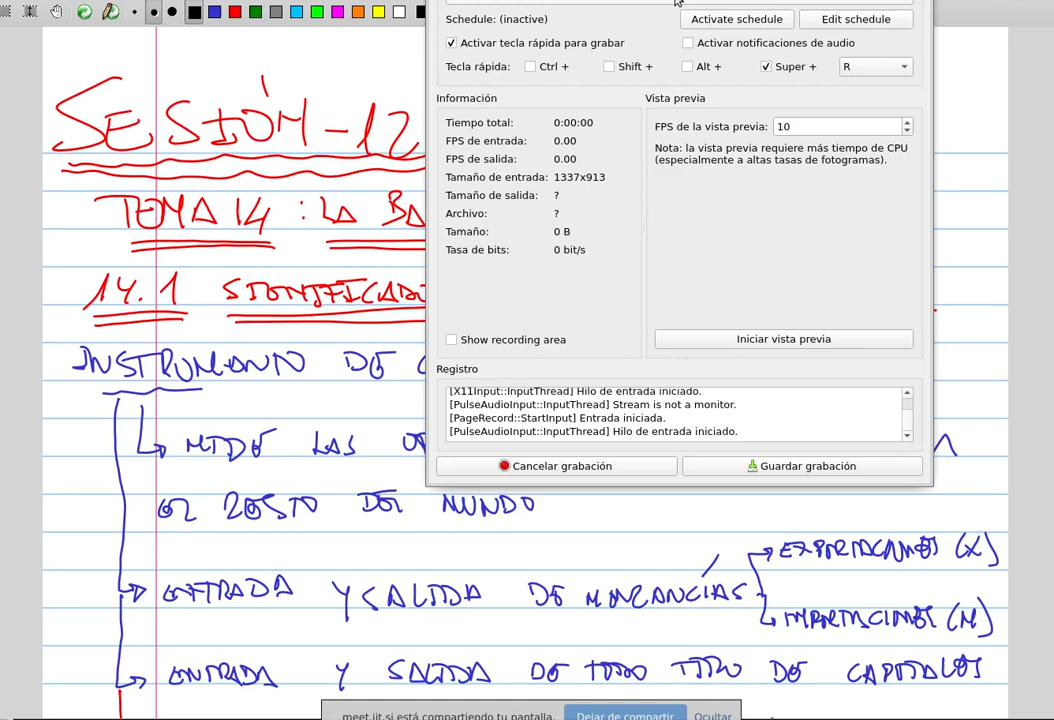 Schedule: (inactive) Activate schedule Edit schedule
Activar tecla rápida para grabar Activar notificaciones de audio
Tecla rápida: Ctrl + Shift + Alt + Super + R
Información
Tiempo total: 0:00:00
FPS de entrada: 0.00
FPS de salida: 0.00
Tamaño de entrada: 1337x913
Tamaño de salida: ?
Archivo: ?
Tamaño: 0 B
Tasa de bits: 0 bit/s
Show recording area
Vista previa
FPS de la vista previa: 10
Nota: la vista previa requiere más tiempo de CPU
(especialmente a altas tasas de fotogramas).
Iniciar vista previa
Registro
[X11Input::InputThread] Hilo de entrada iniciado.
[PulseAudioInput::InputThread] Stream is not a monitor.
[PageRecord::StartInput] Entrada iniciada.
[PulseAudioInput::InputThread] Hilo de entrada iniciado.
Cancelar grabación Guardar grabación
SESIÓN-12
TEMA 14 : LA BA
14.1 SIGNIFICADO
INSTRUMENTO DE
MIDE LAS
EL RESTO DEL MUNDO
ENTRADA Y SALIDA DE MERCANCÍAS
EXPORTACIONES (X)
IMPORTACIONES (M)
ENTRADA Y SALIDA DE TODO TIPO DE CAPITALES
meet.jit.si está compartiendo tu pantalla. Dejar de compartir Ocultar